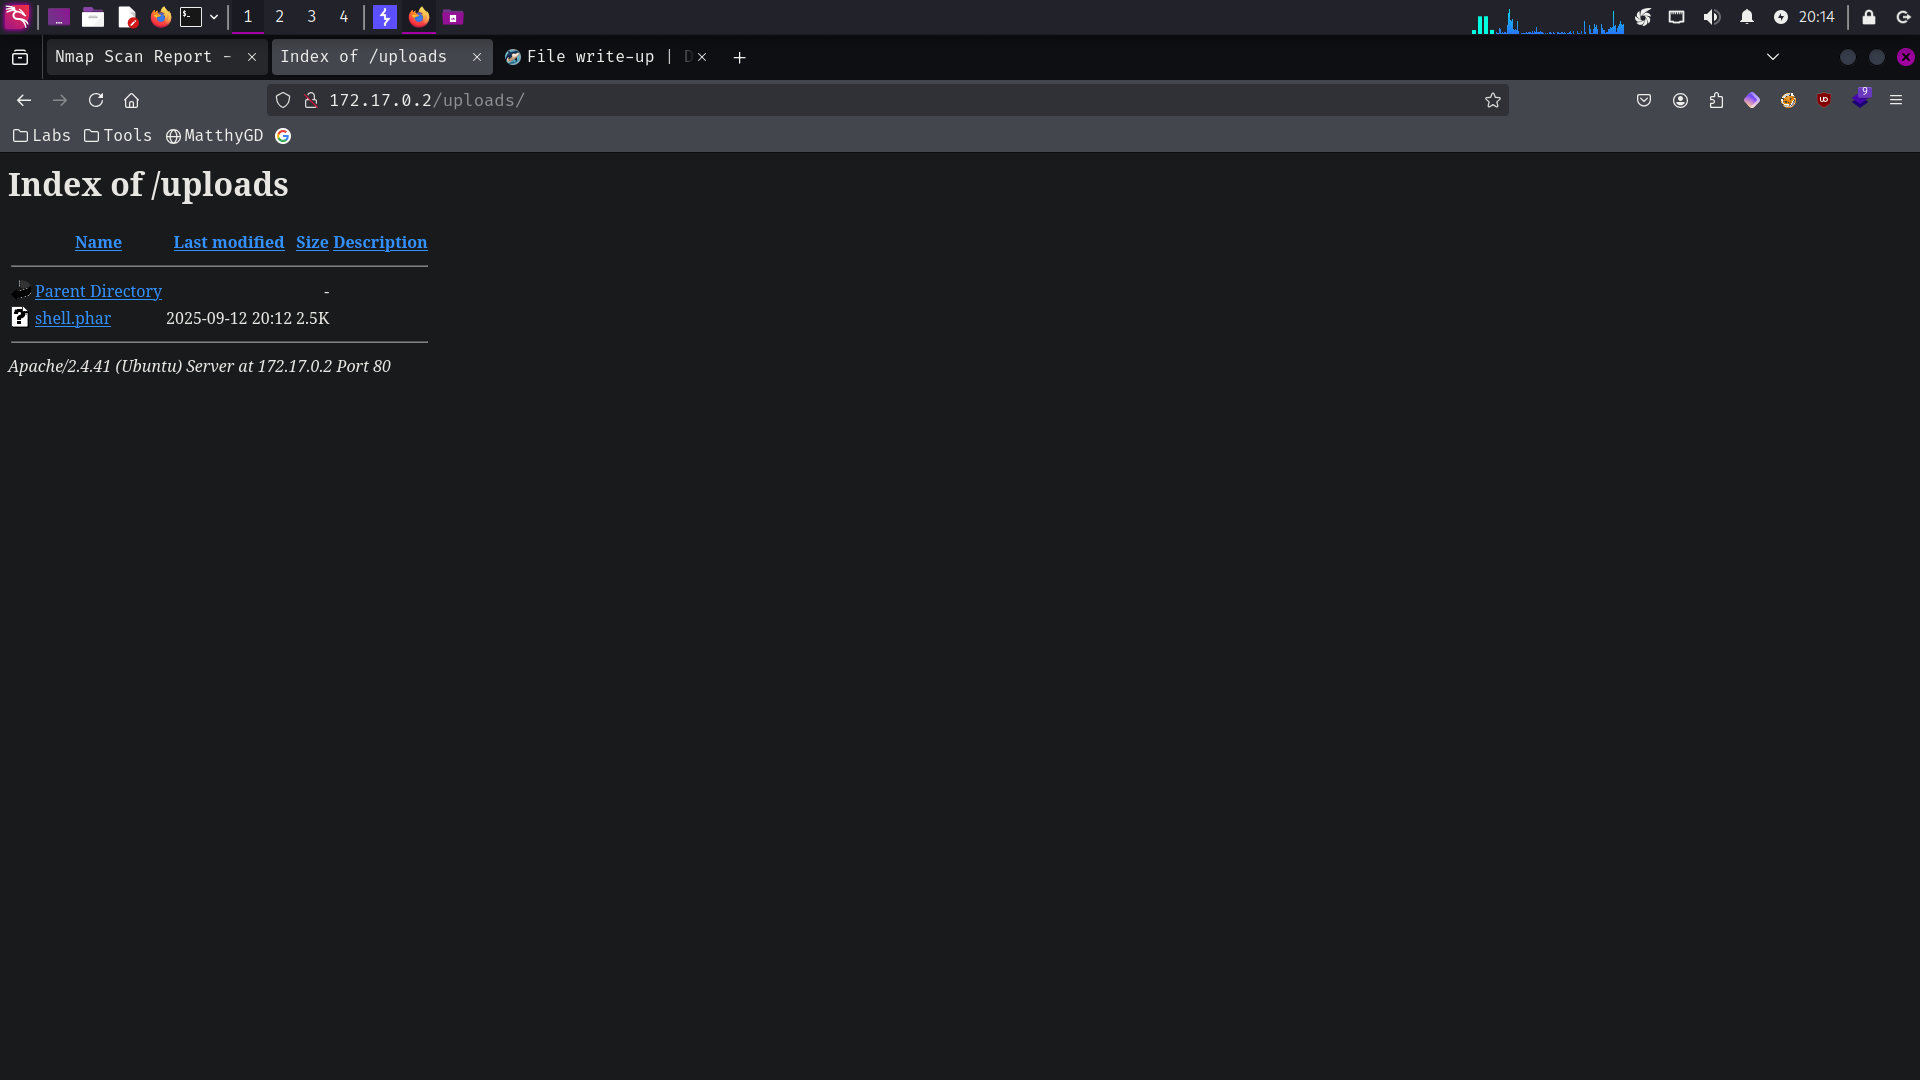 1 2 3 4 20:14
Nmap Scan Report – Index of /uploads File write-up | D
172.17.0.2/uploads/ 9
Labs Tools MatthyGD
Index of /uploads
Name Last modified Size Description
Parent Directory -
shell.phar 2025-09-12 20:12 2.5K
Apache/2.4.41 (Ubuntu) Server at 172.17.0.2 Port 80